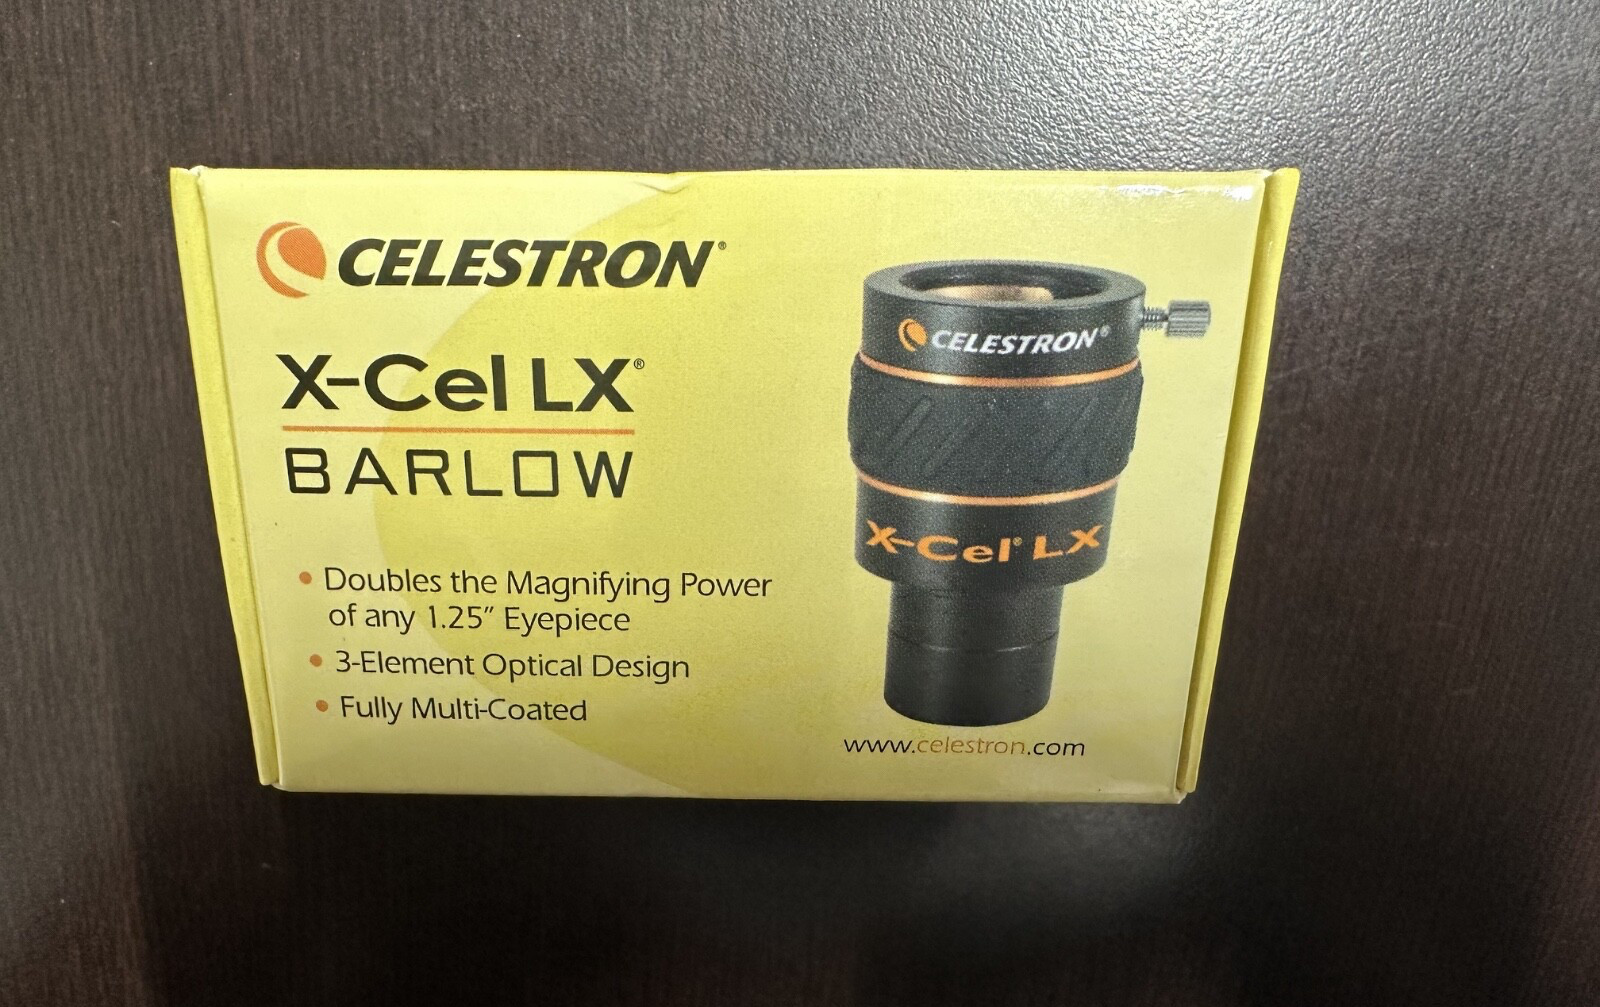 CELESTRON®
X-Cel LX®
BARLOW
• Doubles the Magnifying Power
of any 1.25” Eyepiece
• 3-Element Optical Design
• Fully Multi-Coated
CELESTRON®
X-Cel® LX
www.celestron.com